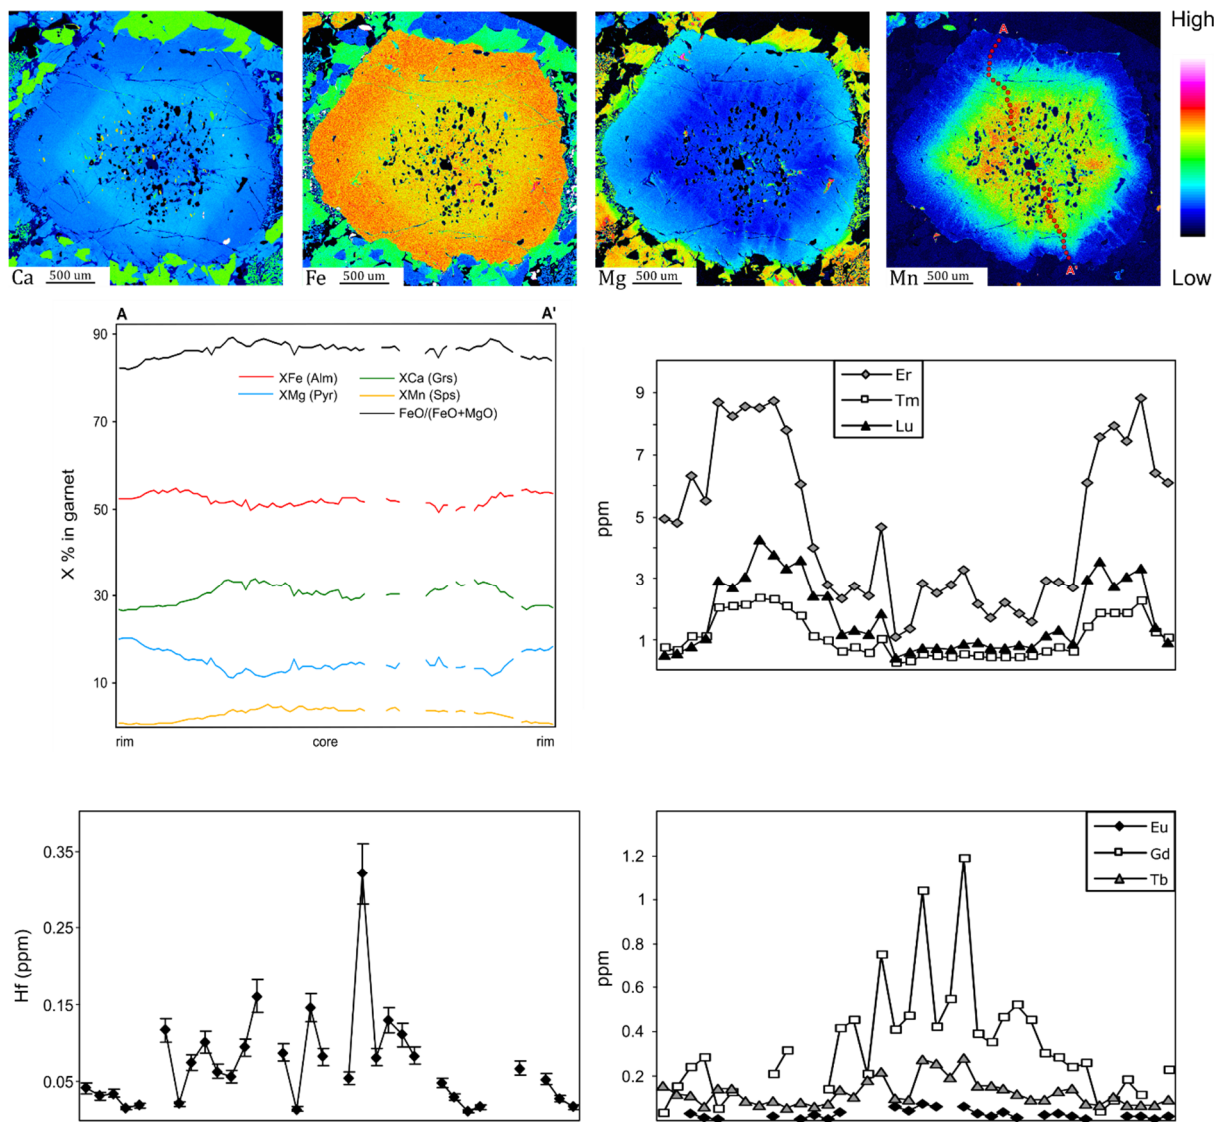 High
A
A'
Ca 500 um
Fe 500 um
Mg 500 um
Mn 500 um
Low
A A'
90
70
50
30
10
X % in garnet
XFe (Alm)
XCa (Grs)
XMg (Pyr)
XMn (Sps)
FeO/(FeO+MgO)
rim core rim
Er
Tm
Lu
9
7
5
3
1
ppm
0.35
0.25
0.15
0.05
Hf (ppm)
Eu
Gd
Tb
1.2
1
0.8
0.6
0.4
0.2
ppm